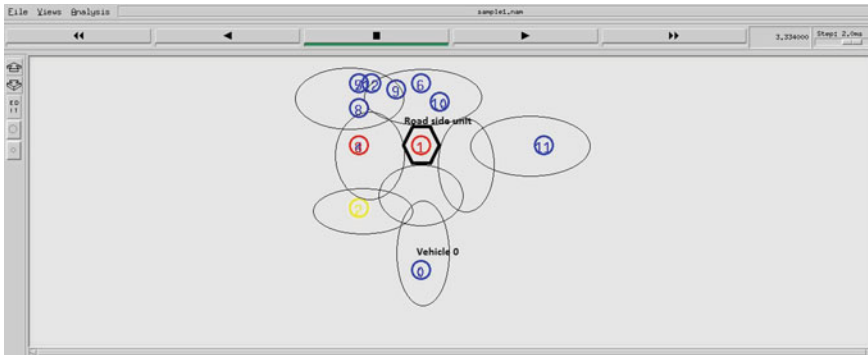 File Views Analysis sample1.nam
3.334000 Step: 2.0ms
12 6
9
10
8
Road side unit
1 11
2
Vehicle 0
0